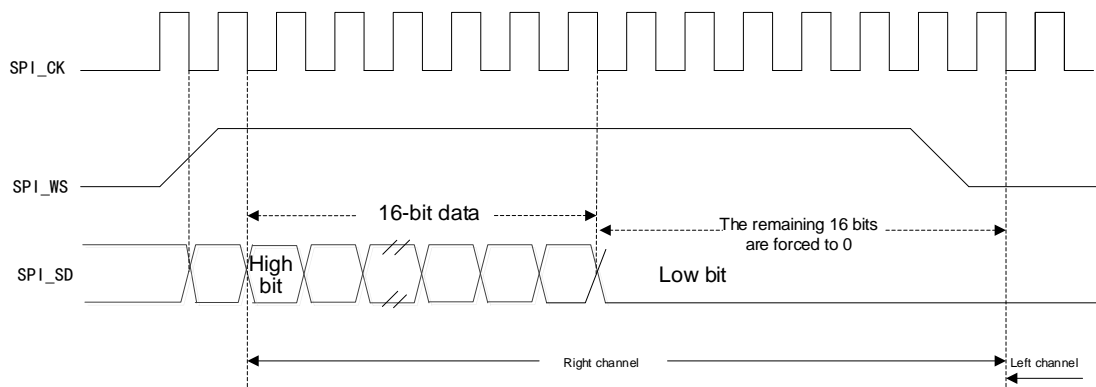 SPI_CK
SPI_WS
16-bit data
The remaining 16 bits
are forced to 0
SPI_SD
High
bit
Low bit
Right channel
Left channel